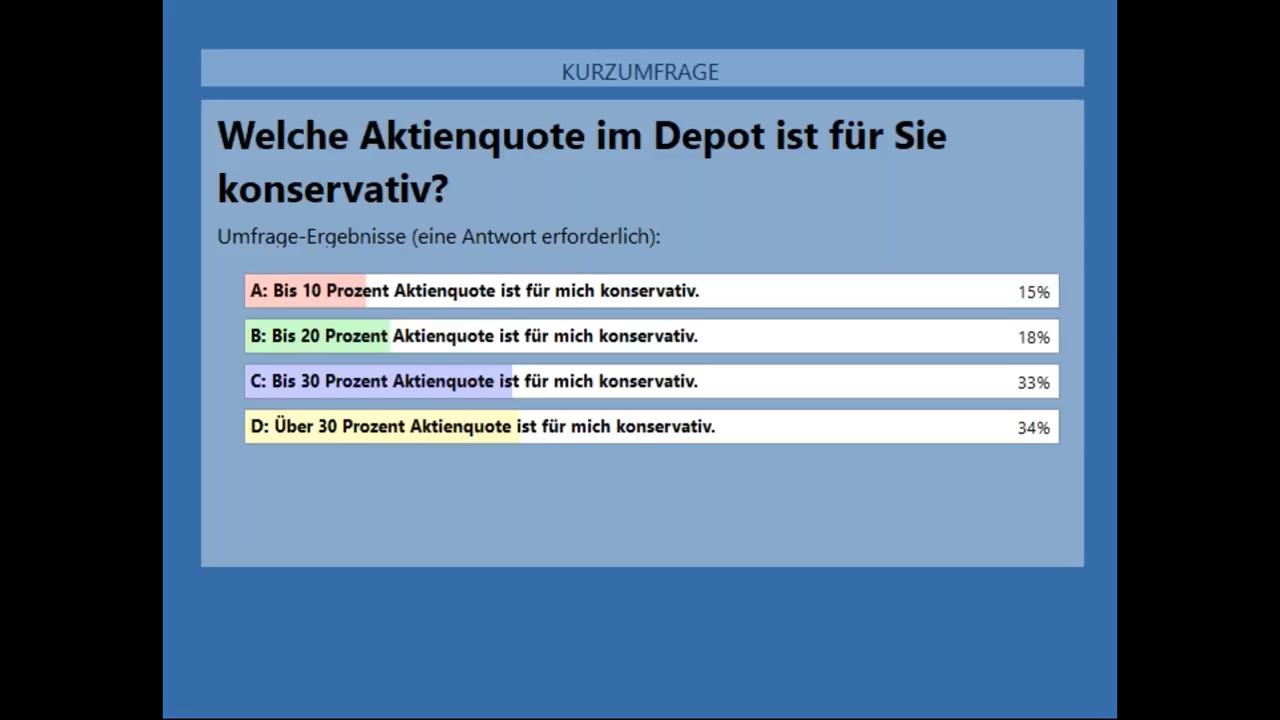 KURZUMFRAGE
Welche Aktienquote im Depot ist für Sie
konservativ?
Umfrage-Ergebnisse (eine Antwort erforderlich):
A: Bis 10 Prozent Aktienquote ist für mich konservativ. 15%
B: Bis 20 Prozent Aktienquote ist für mich konservativ. 18%
C: Bis 30 Prozent Aktienquote ist für mich konservativ. 33%
D: Über 30 Prozent Aktienquote ist für mich konservativ. 34%